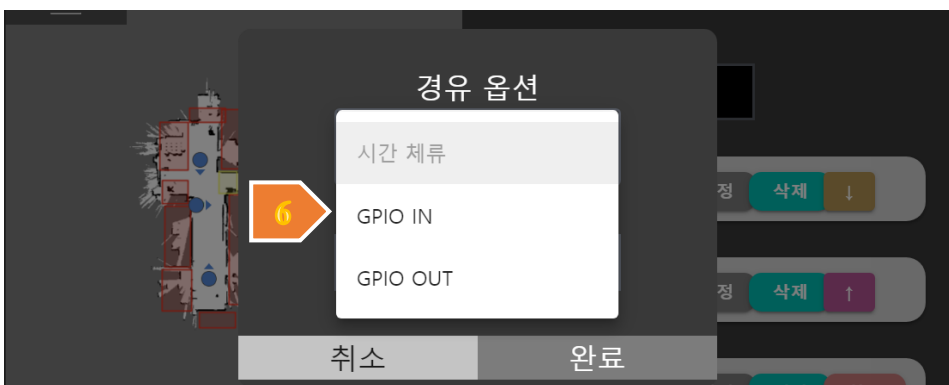 경유 옵션
시간 체류
6
GPIO IN
GPIO OUT
정 삭제 ↓
정 삭제 ↑
취소 완료